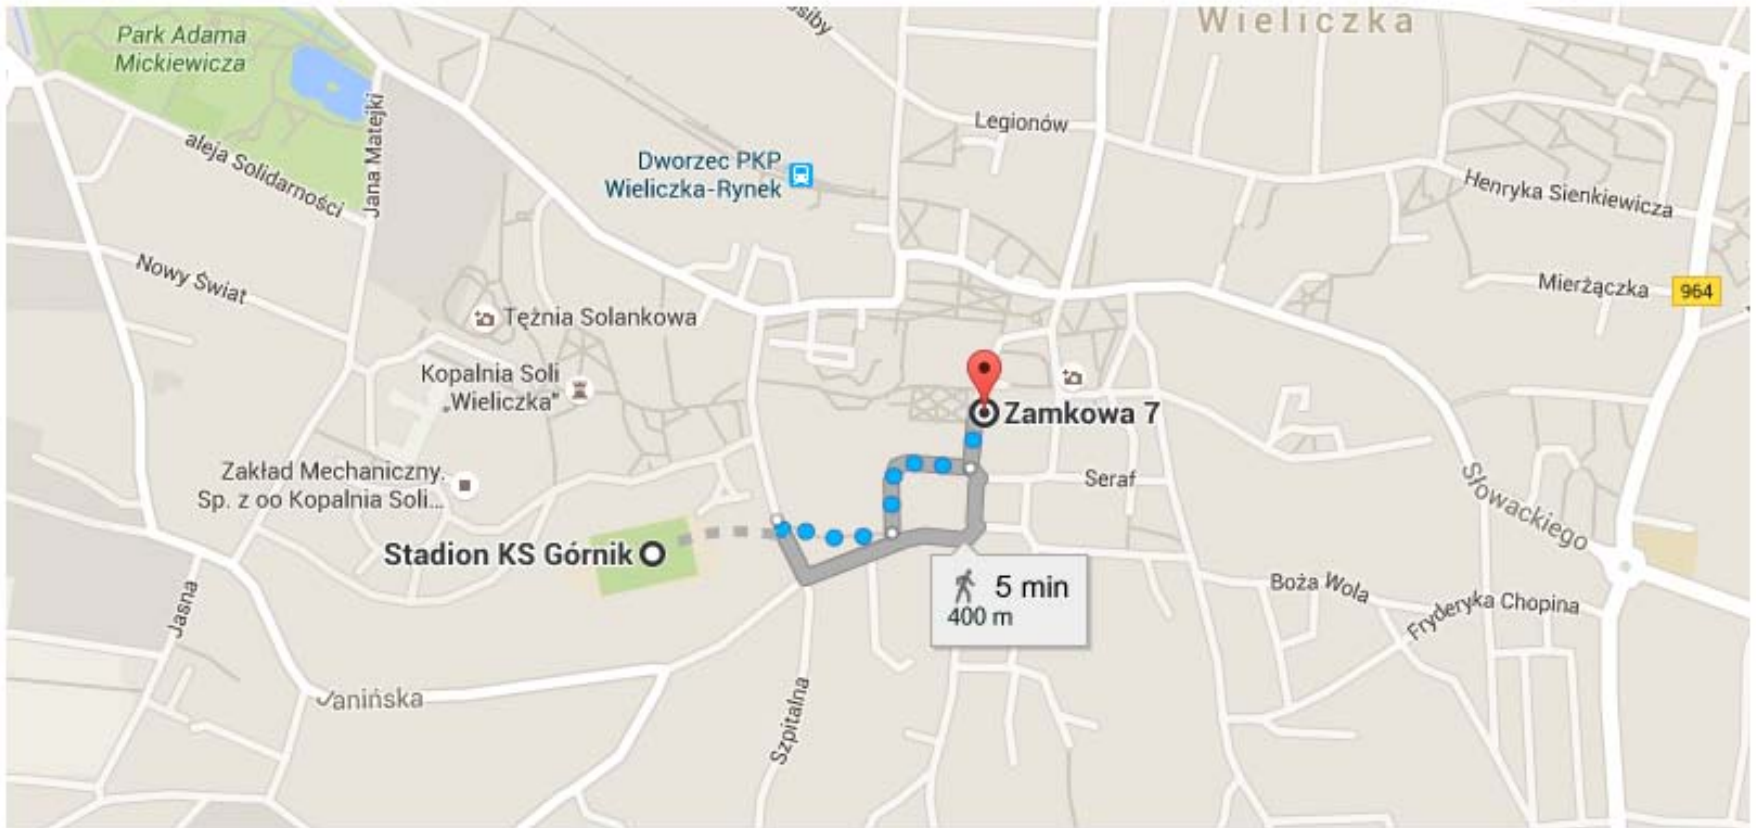 Wieliczka
Park Adama
Mickiewicza
Jana Matejki
aleja Solidarności
Legionów
Dworzec PKP
Wieliczka-Rynek
Henryka Sienkiewicza
Nowy Świat
Mierżączka
964
Tężnia Solankowa
Kopalnia Soli
„Wieliczka”
Zamkowa 7
Zakład Mechaniczny.
Sp. z oo Kopalnia Soli...
Seraf
Słowackiego
Stadion KS Górnik
5 min
400 m
Boża Wola
Fryderyka Chopina
Jasna
Janińska
Szpitalna